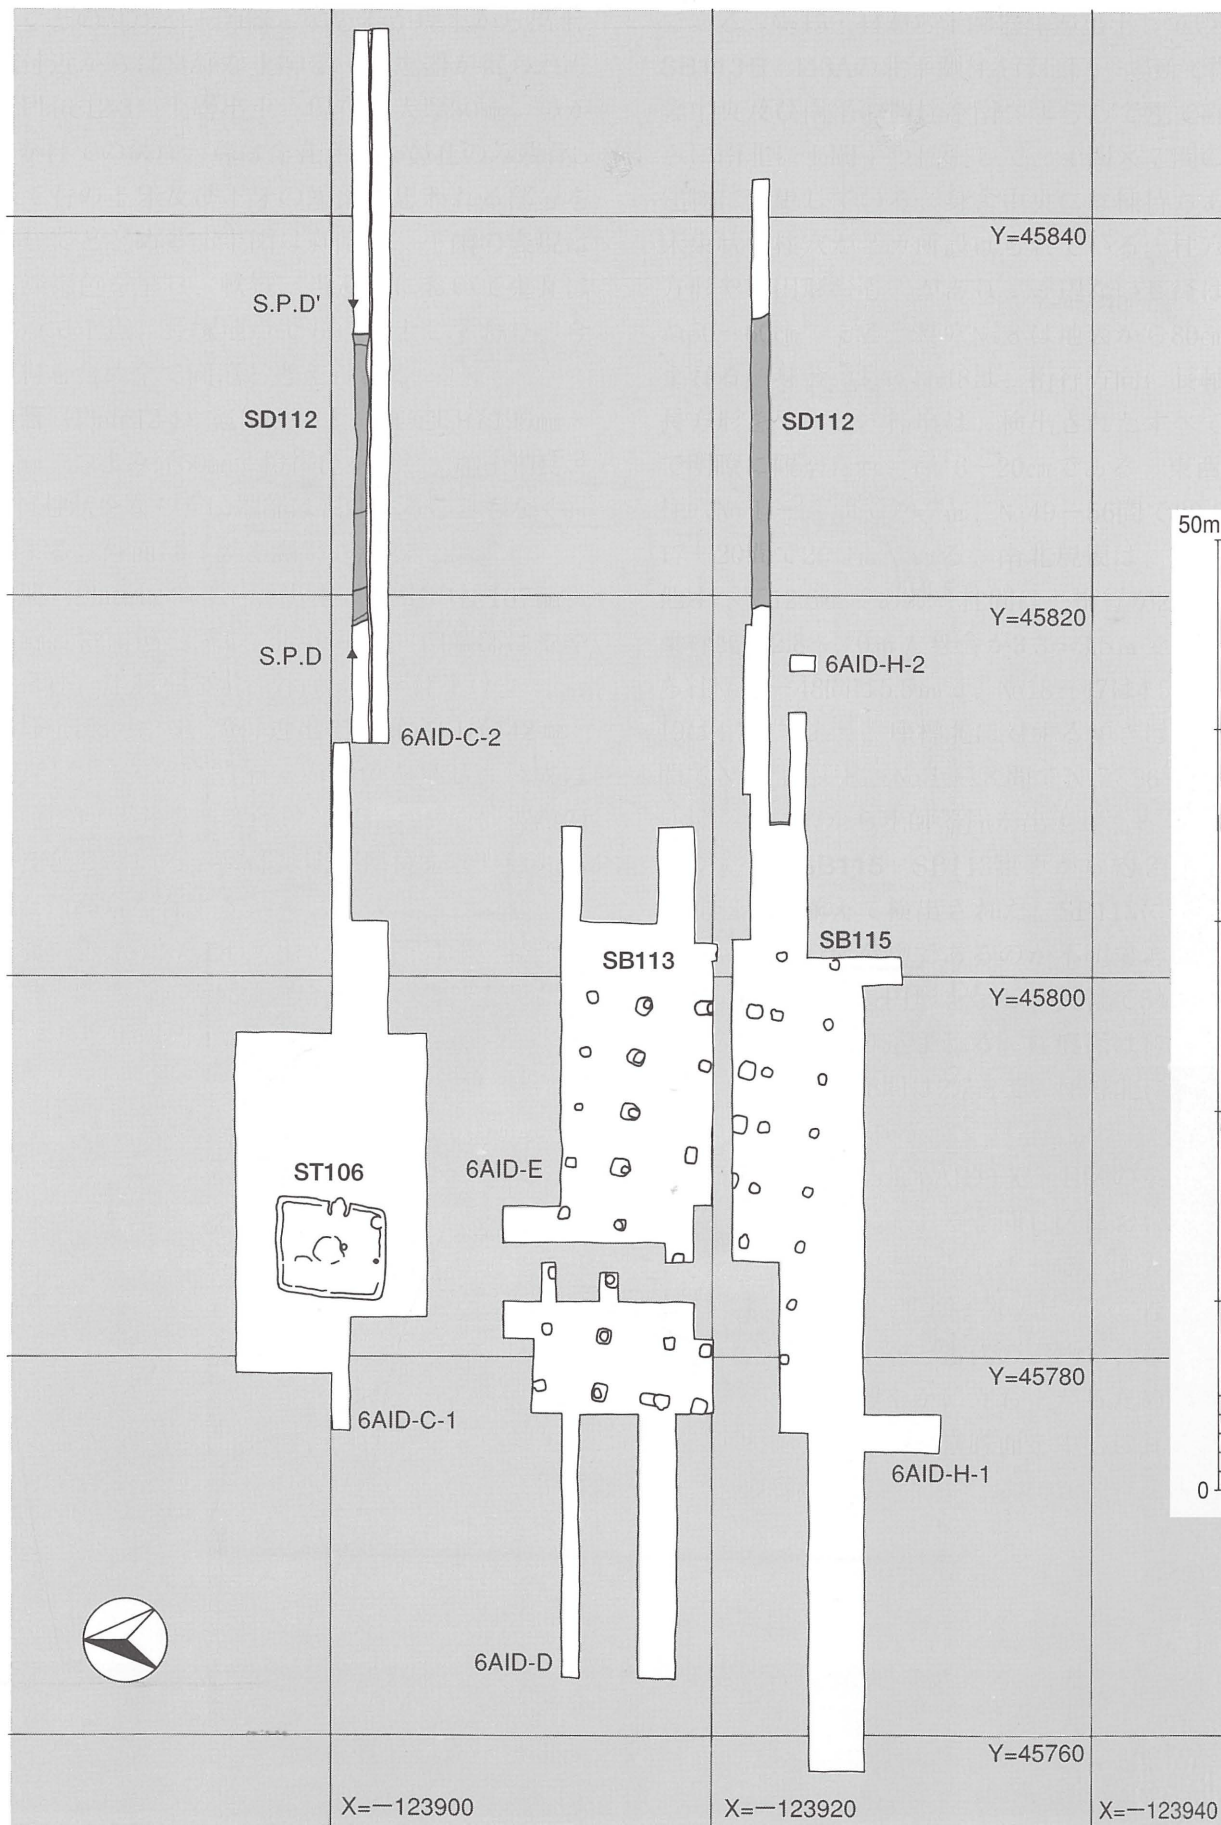 Y=45840
S.P.D'
SD112
SD112
50m
Y=45820
S.P.D
6AID-H-2
6AID-C-2
SB113
SB115
Y=45800
6AID-E
ST106
Y=45780
6AID-C-1
6AID-H-1
0
6AID-D
Y=45760
X=－123900
X=－123920
X=－123940